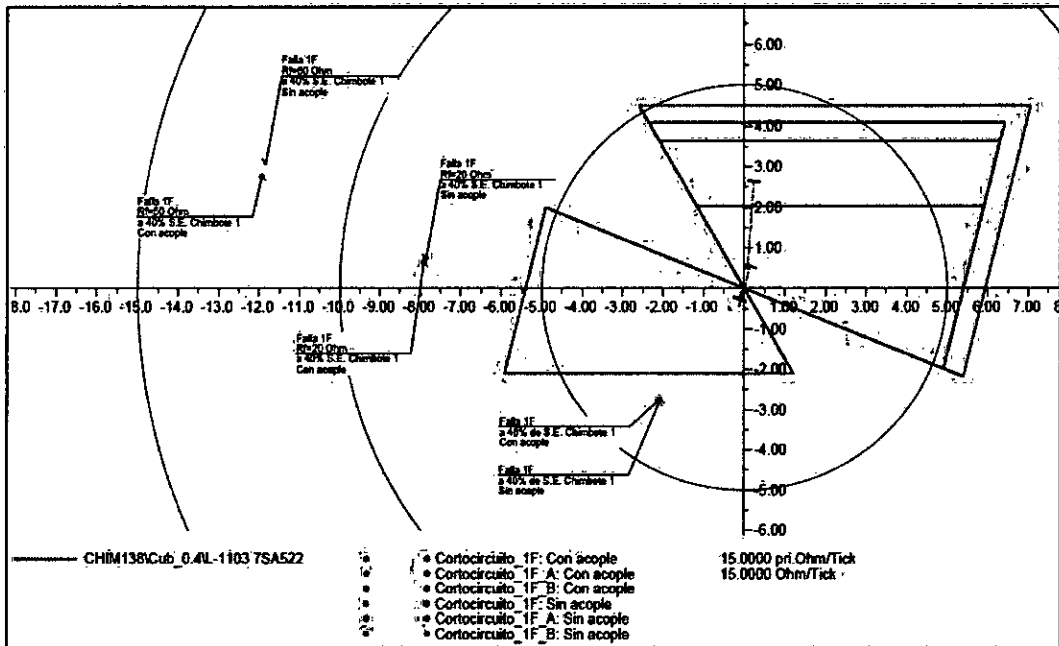 6.00
5.00
4.00
3.00
2.00
1.00
Falla 1F
Rf=50 Ohm
a 40% S.E. Chimbote 1
Sin acople
Falla 1F
Rf=20 Ohm
a 40% S.E. Chimbote 1
Sin acople
Falla 1F
Rf=50 Ohm
a 40% S.E. Chimbote 1
Con acople
8.0 -17.0 -16.0 -15.0 -14.0 -13.0 -12.0 -11.0 -10.0 -9.00 -8.00 -7.00 -6.00 -5.00 -4.00 -3.00 -2.00 -1.00 1.00 2.00 3.00 4.00 5.00 6.00 7.00 8
-1.00
-2.00
-3.00
-4.00
-5.00
-6.00
Falla 1F
Rf=20 Ohm
a 40% S.E. Chimbote 1
Con acople
Falla 1F
a 40% de S.E. Chimbote 1
Con acople
Falla 1F
a 40% de S.E. Chimbote 1
Sin acople
CHIM138\Cub_0.4\L-1103 7SA522
Cortocircuito_1F: Con acople
Cortocircuito_1F_A: Con acople
Cortocircuito_1F_B: Con acople
Cortocircuito_1F: Sin acople
Cortocircuito_1F_A: Sin acople
Cortocircuito_1F_B: Sin acople
15.0000 pri.Ohm/Tick
15.0000 Ohm/Tick